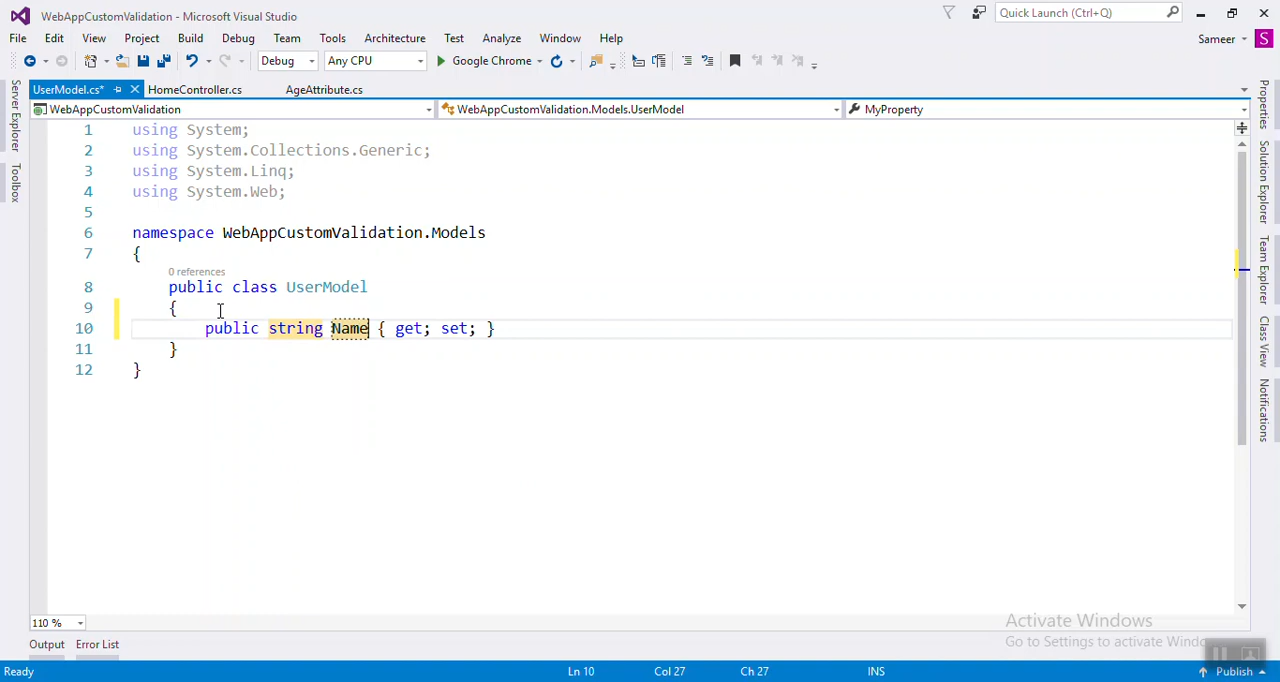 WebAppCustomValidation - Microsoft Visual Studio
Quick Launch (Ctrl+Q)
File Edit View Project Build Debug Team Tools Architecture Test Analyze Window Help
Sameer S
Debug Any CPU Google Chrome
UserModel.cs* HomeController.cs AgeAttribute.cs
WebAppCustomValidation WebAppCustomValidation.Models.UserModel MyProperty
Server Explorer
Toolbox
Properties
Solution Explorer
Team Explorer
Class View
Notifications
1 using System;
2 using System.Collections.Generic;
3 using System.Linq;
4 using System.Web;
5
6 namespace WebAppCustomValidation.Models
7 {
0 references
8 public class UserModel
9 {
10 public string Name { get; set; }
11 }
12 }
110 %
Activate Windows
Go to Settings to activate Windo
Output Error List
Ready Ln 10 Col 27 Ch 27 INS Publish